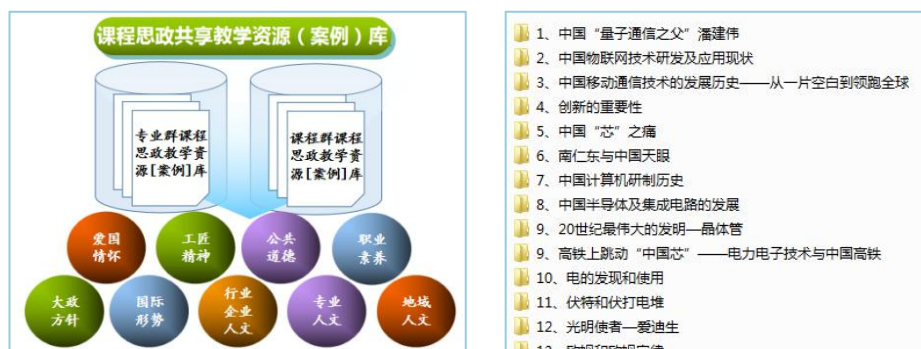 课程思政共享教学资源（案例）库
专业群课程
思政教学资
源[案例]库
课程群课程
思政教学资
源[案例]库
爱国
情怀
工匠
精神
公共
道德
职业
素养
大政
方针
国际
形势
行业
企业
人文
专业
人文
地域
人文
1、中国“量子通信之父”潘建伟
2、中国物联网技术研发及应用现状
3、中国移动通信技术的发展历史——从一片空白到领跑全球
4、创新的重要性
5、中国“芯”之痛
6、南仁东与中国天眼
7、中国计算机研制历史
8、中国半导体及集成电路的发展
9、20世纪最伟大的发明—晶体管
9、高铁上跳动“中国芯”——电力电子技术与中国高铁
10、电的发现和使用
11、伏特和伏打电堆
12、光明使者—爱迪生